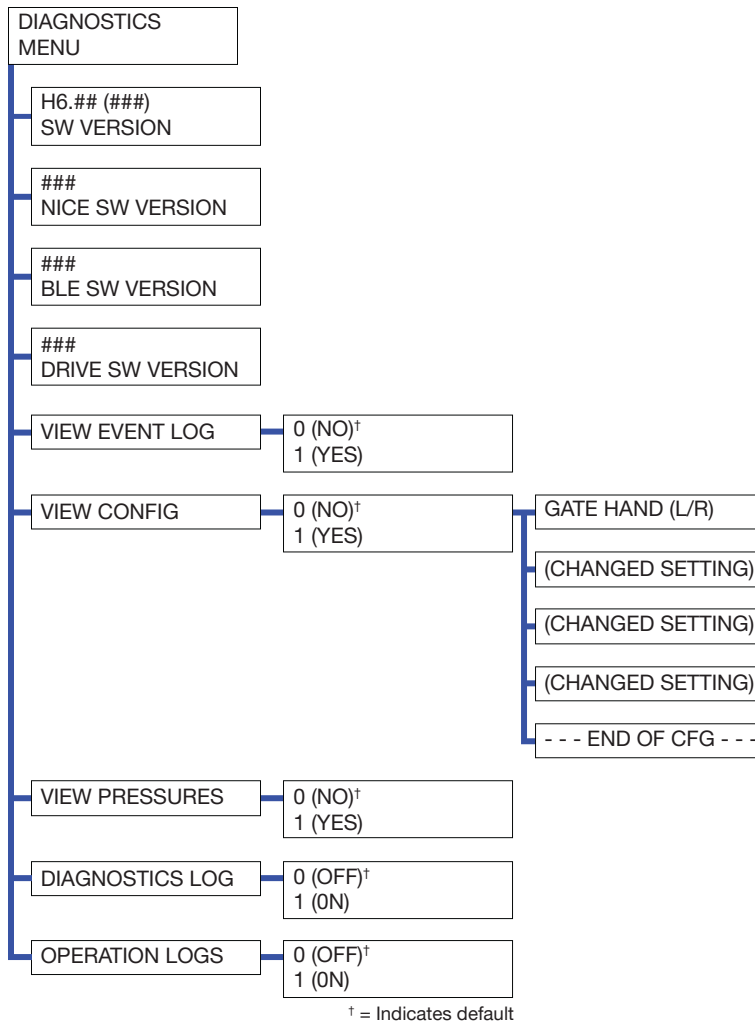 DIAGNOSTICS
MENU
H6.## (###)
SW VERSION
###
NICE SW VERSION
###
BLE SW VERSION
###
DRIVE SW VERSION
VIEW EVENT LOG
0 (NO)†
1 (YES)
VIEW CONFIG
0 (NO)†
1 (YES)
GATE HAND (L/R)
(CHANGED SETTING)
(CHANGED SETTING)
(CHANGED SETTING)
- - - END OF CFG - - -
VIEW PRESSURES
0 (NO)†
1 (YES)
DIAGNOSTICS LOG
0 (OFF)†
1 (0N)
OPERATION LOGS
0 (OFF)†
1 (0N)
† = Indicates default